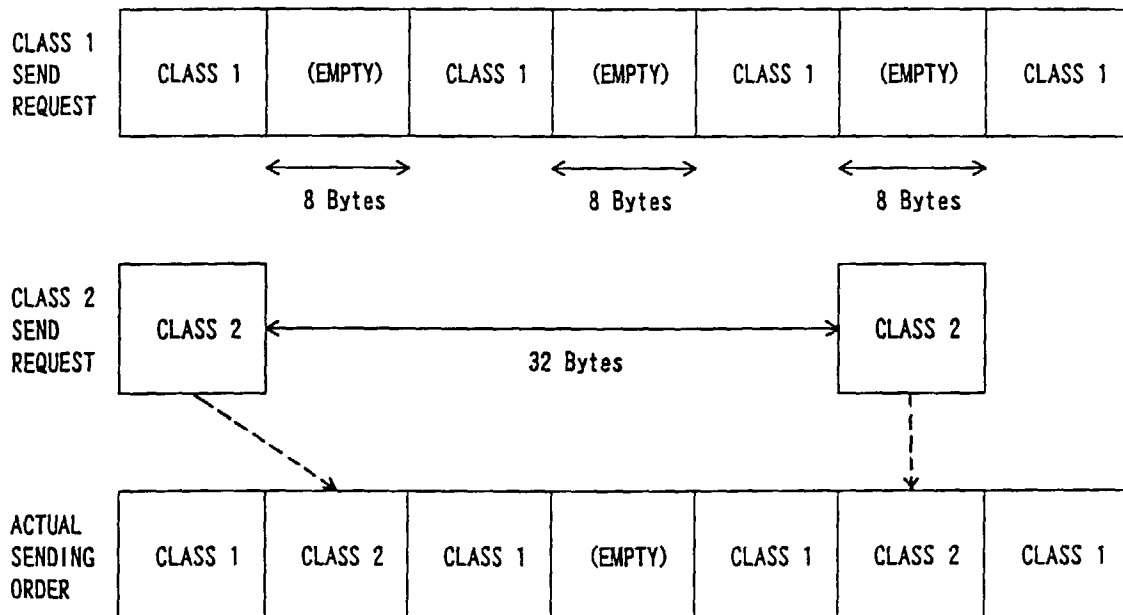 CLASS 1
SEND
REQUEST
CLASS 1 (EMPTY) CLASS 1 (EMPTY) CLASS 1 (EMPTY) CLASS 1
8 Bytes 8 Bytes 8 Bytes
CLASS 2
SEND
REQUEST
CLASS 2 CLASS 2
32 Bytes
ACTUAL
SENDING
ORDER
CLASS 1 CLASS 2 CLASS 1 (EMPTY) CLASS 1 CLASS 2 CLASS 1